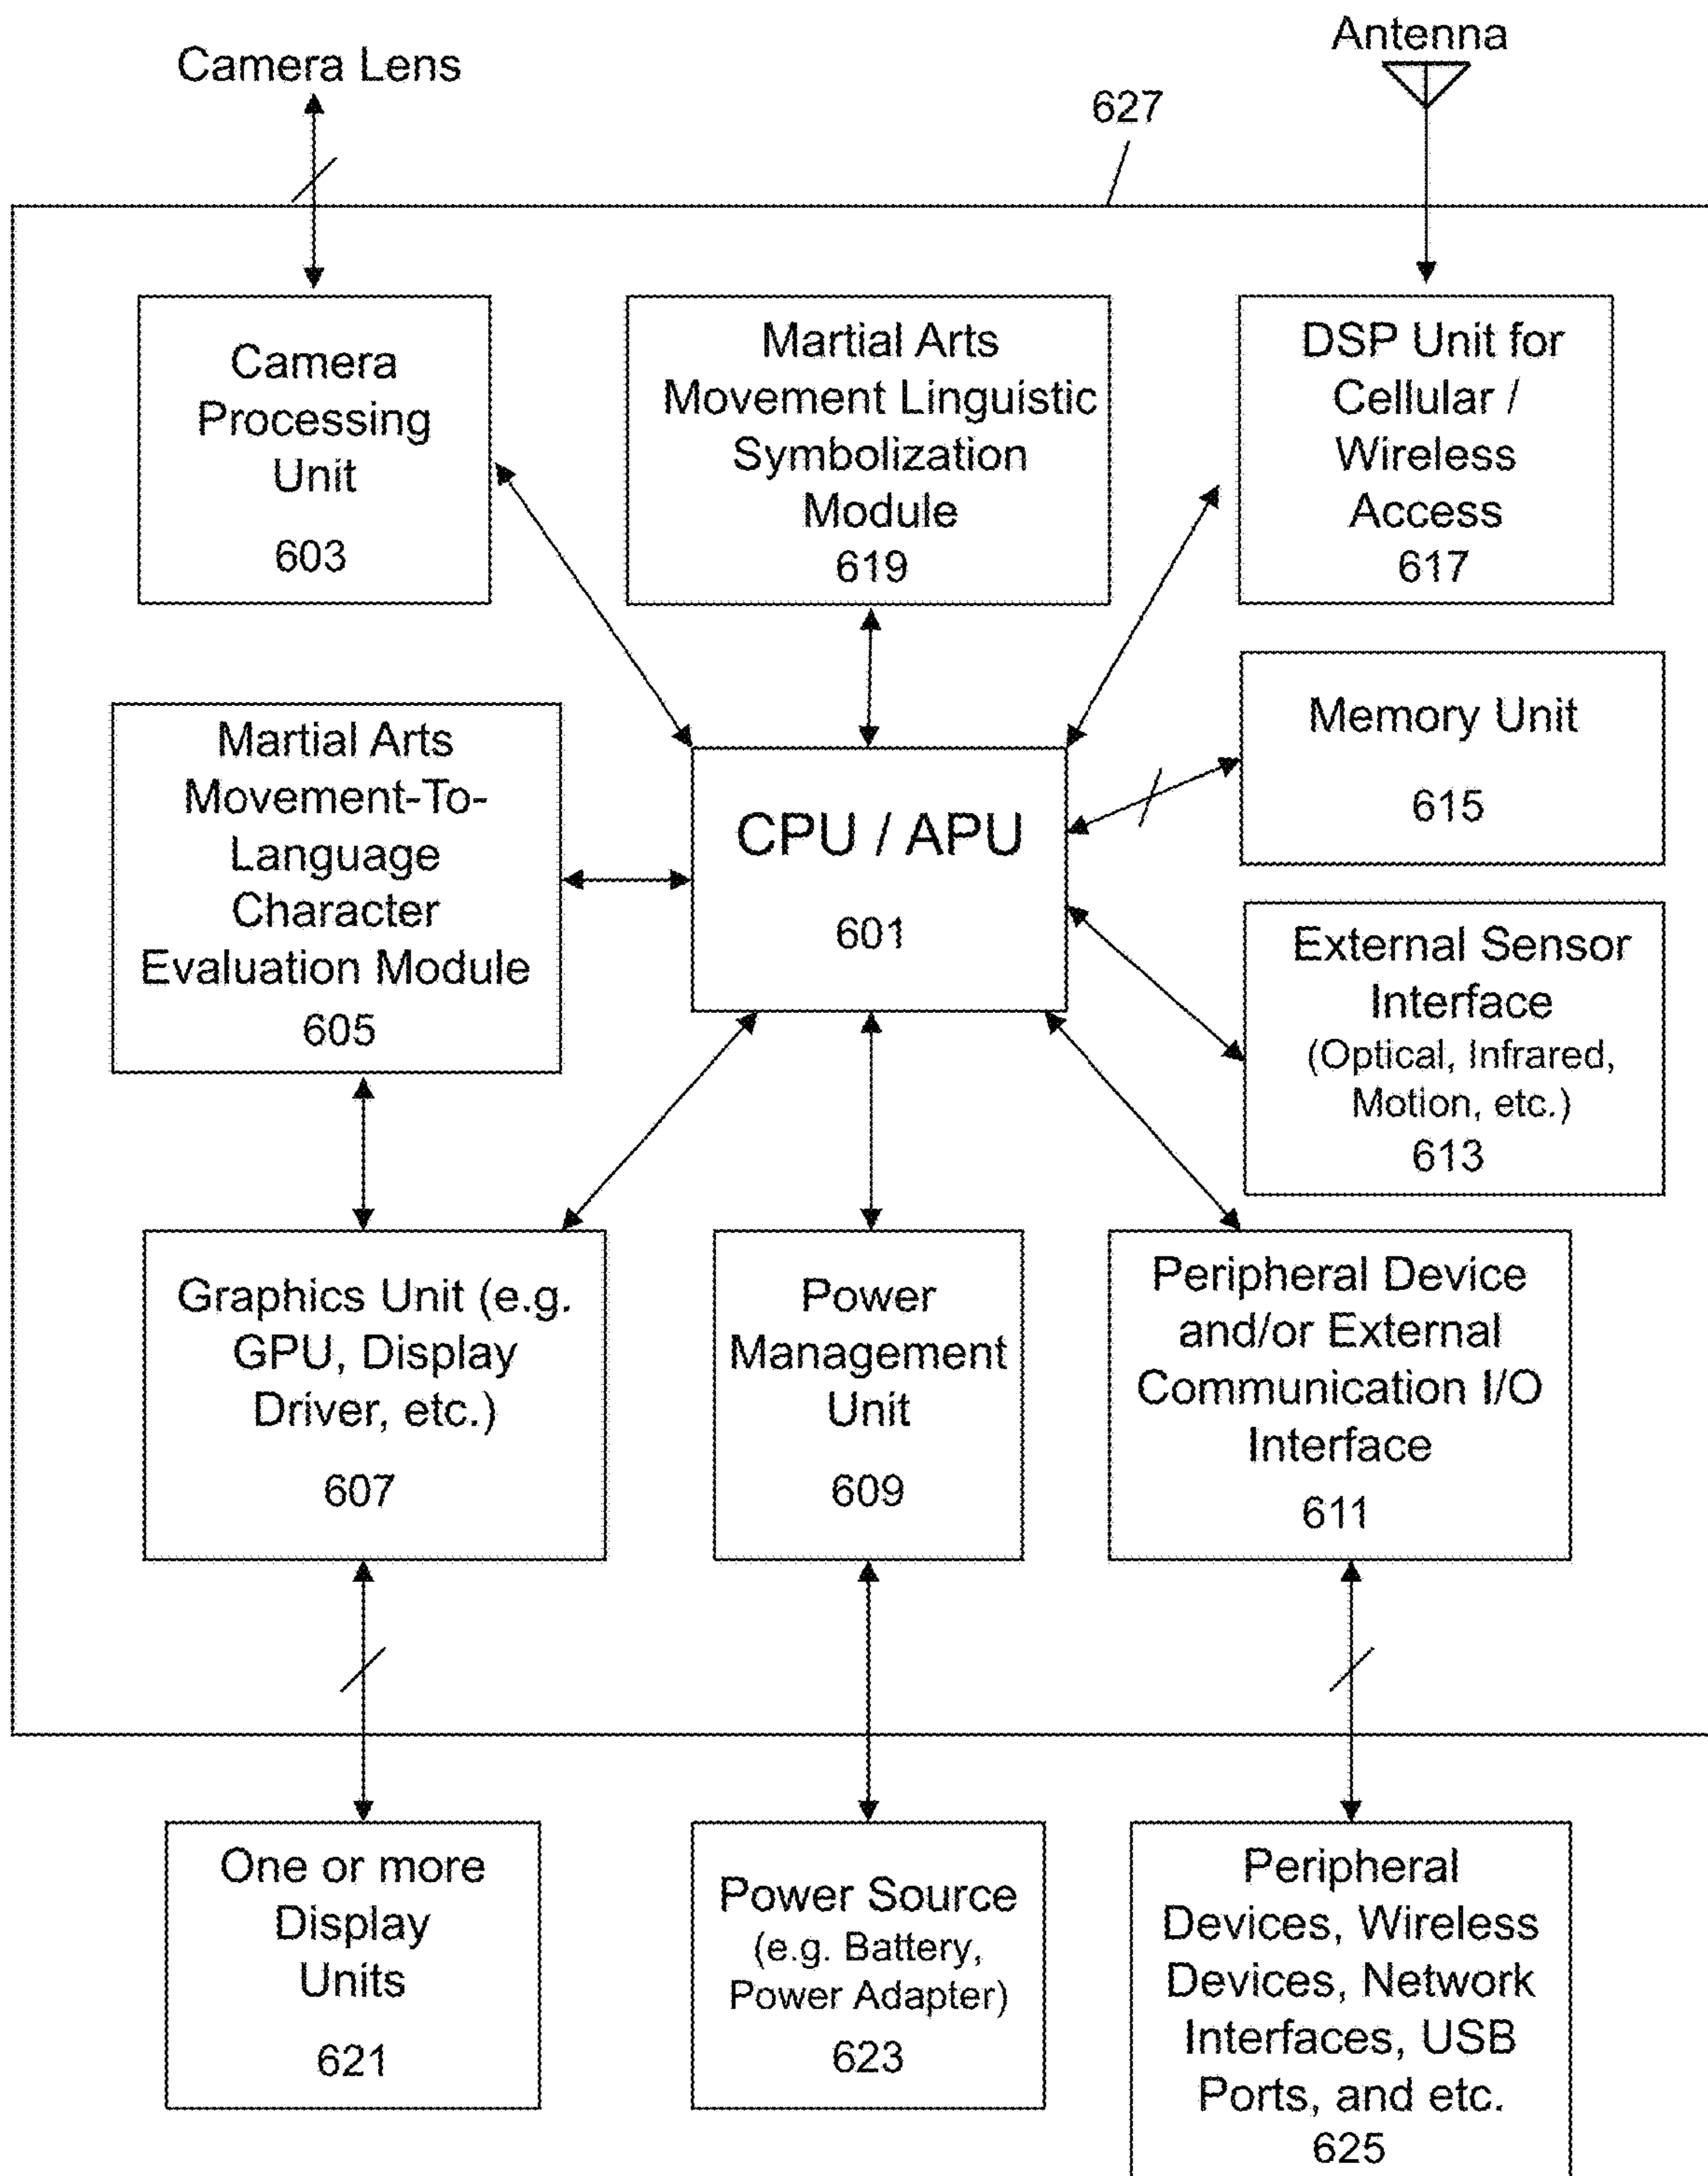 Camera Lens
Antenna
627
Camera
Processing
Unit
603
Martial Arts
Movement Linguistic
Symbolization
Module
619
DSP Unit for
Cellular /
Wireless
Access
617
Martial Arts
Movement-To-
Language
Character
Evaluation Module
605
CPU / APU
601
Memory Unit
615
External Sensor
Interface
(Optical, Infrared,
Motion, etc.)
613
Graphics Unit (e.g.
GPU, Display
Driver, etc.)
607
Power
Management
Unit
609
Peripheral Device
and/or External
Communication I/O
Interface
611
One or more
Display
Units
621
Power Source
(e.g. Battery,
Power Adapter)
623
Peripheral
Devices, Wireless
Devices, Network
Interfaces, USB
Ports, and etc.
625